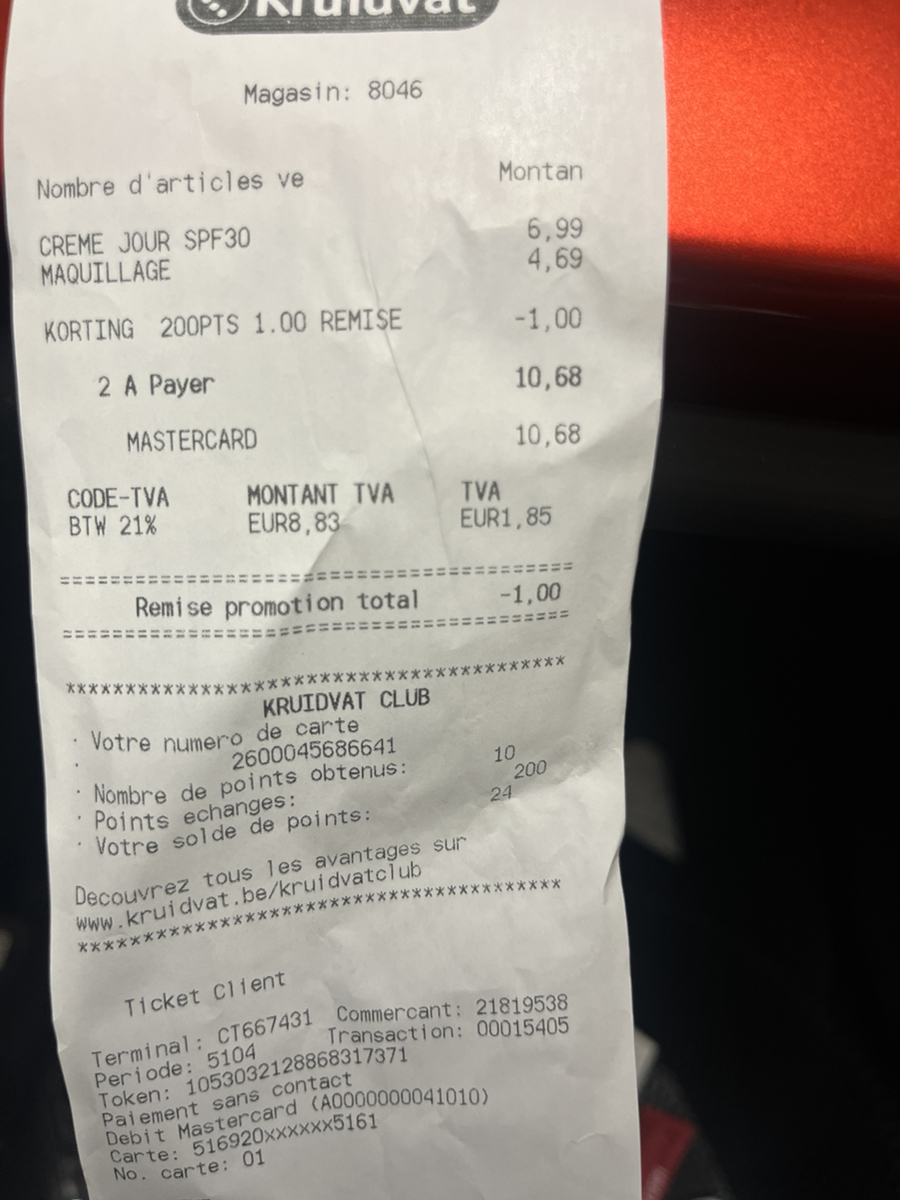 Kruidvat
Magasin: 8046
Nombre d'articles ve Montan
CREME JOUR SPF30 6,99
MAQUILLAGE 4,69
KORTING 200PTS 1.00 REMISE -1,00
2 A Payer 10,68
MASTERCARD 10,68
CODE-TVA MONTANT TVA TVA
BTW 21% EUR8,83 EUR1,85
=======================================
Remise promotion total -1,00
=======================================
******************************************
KRUIDVAT CLUB
· Votre numero de carte
· 2600045686641
· Nombre de points obtenus: 10
· Points echanges: 200
· Votre solde de points: 24
Decouvrez tous les avantages sur
www.kruidvat.be/kruidvatclub
******************************************
Ticket Client
Terminal: CT667431 Commercant: 21819538
Periode: 5104 Transaction: 00015405
Token: 1053032128868317371
Paiement sans contact
Debit Mastercard (A0000000041010)
Carte: 516920xxxxxx5161
No. carte: 01